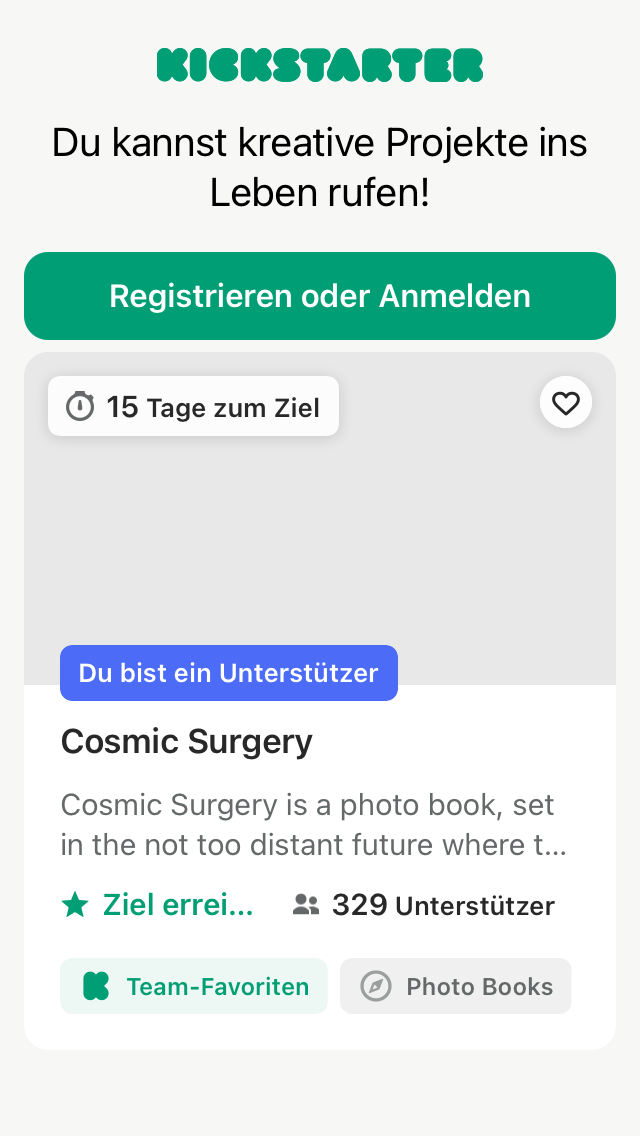 KICKSTARTER
Du kannst kreative Projekte ins
Leben rufen!
Registrieren oder Anmelden
15 Tage zum Ziel
Du bist ein Unterstützer
Cosmic Surgery
Cosmic Surgery is a photo book, set
in the not too distant future where t...
Ziel errei... 329 Unterstützer
Team-Favoriten Photo Books